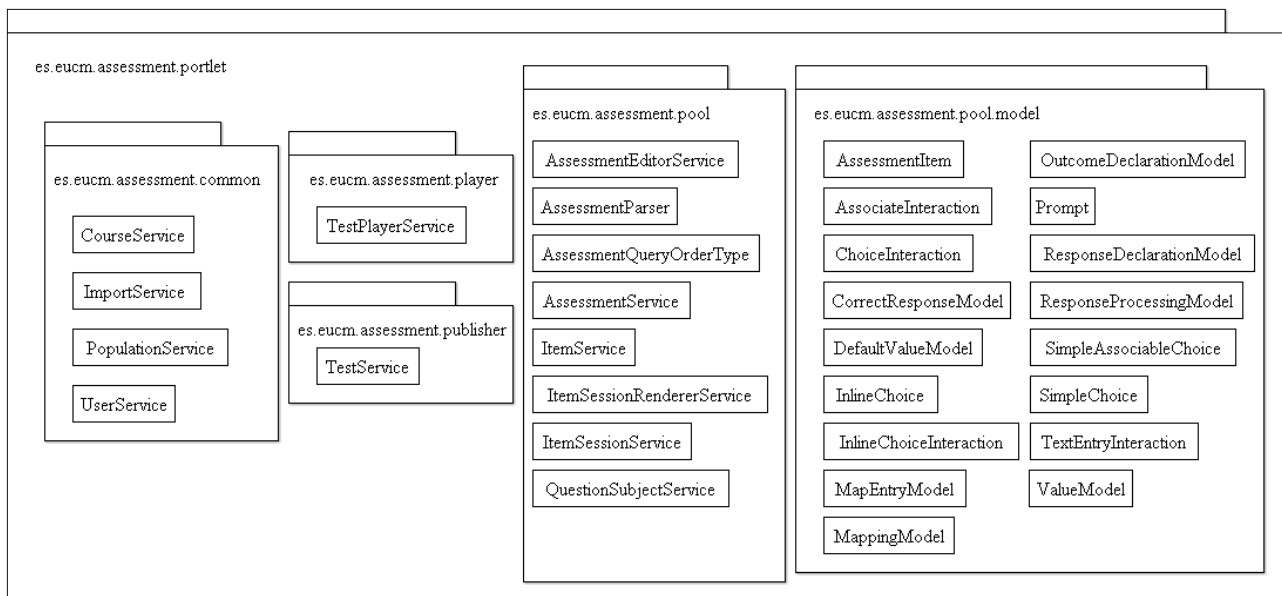 es.eucm.assessment.portlet
es.eucm.assessment.common
CourseService
ImportService
PopulationService
UserService
es.eucm.assessment.player
TestPlayerService
es.eucm.assessment.publisher
TestService
es.eucm.assessment.pool
AssessmentEditorService
AssessmentParser
AssessmentQueryOrderType
AssessmentService
ItemService
ItemSessionRendererService
ItemSessionService
QuestionSubjectService
es.eucm.assessment.pool.model
AssessmentItem
AssociateInteraction
ChoiceInteraction
CorrectResponseModel
DefaultValueModel
InlineChoice
InlineChoiceInteraction
MapEntryModel
MappingModel
OutcomeDeclarationModel
Prompt
ResponseDeclarationModel
ResponseProcessingModel
SimpleAssociableChoice
SimpleChoice
TextEntryInteraction
ValueModel